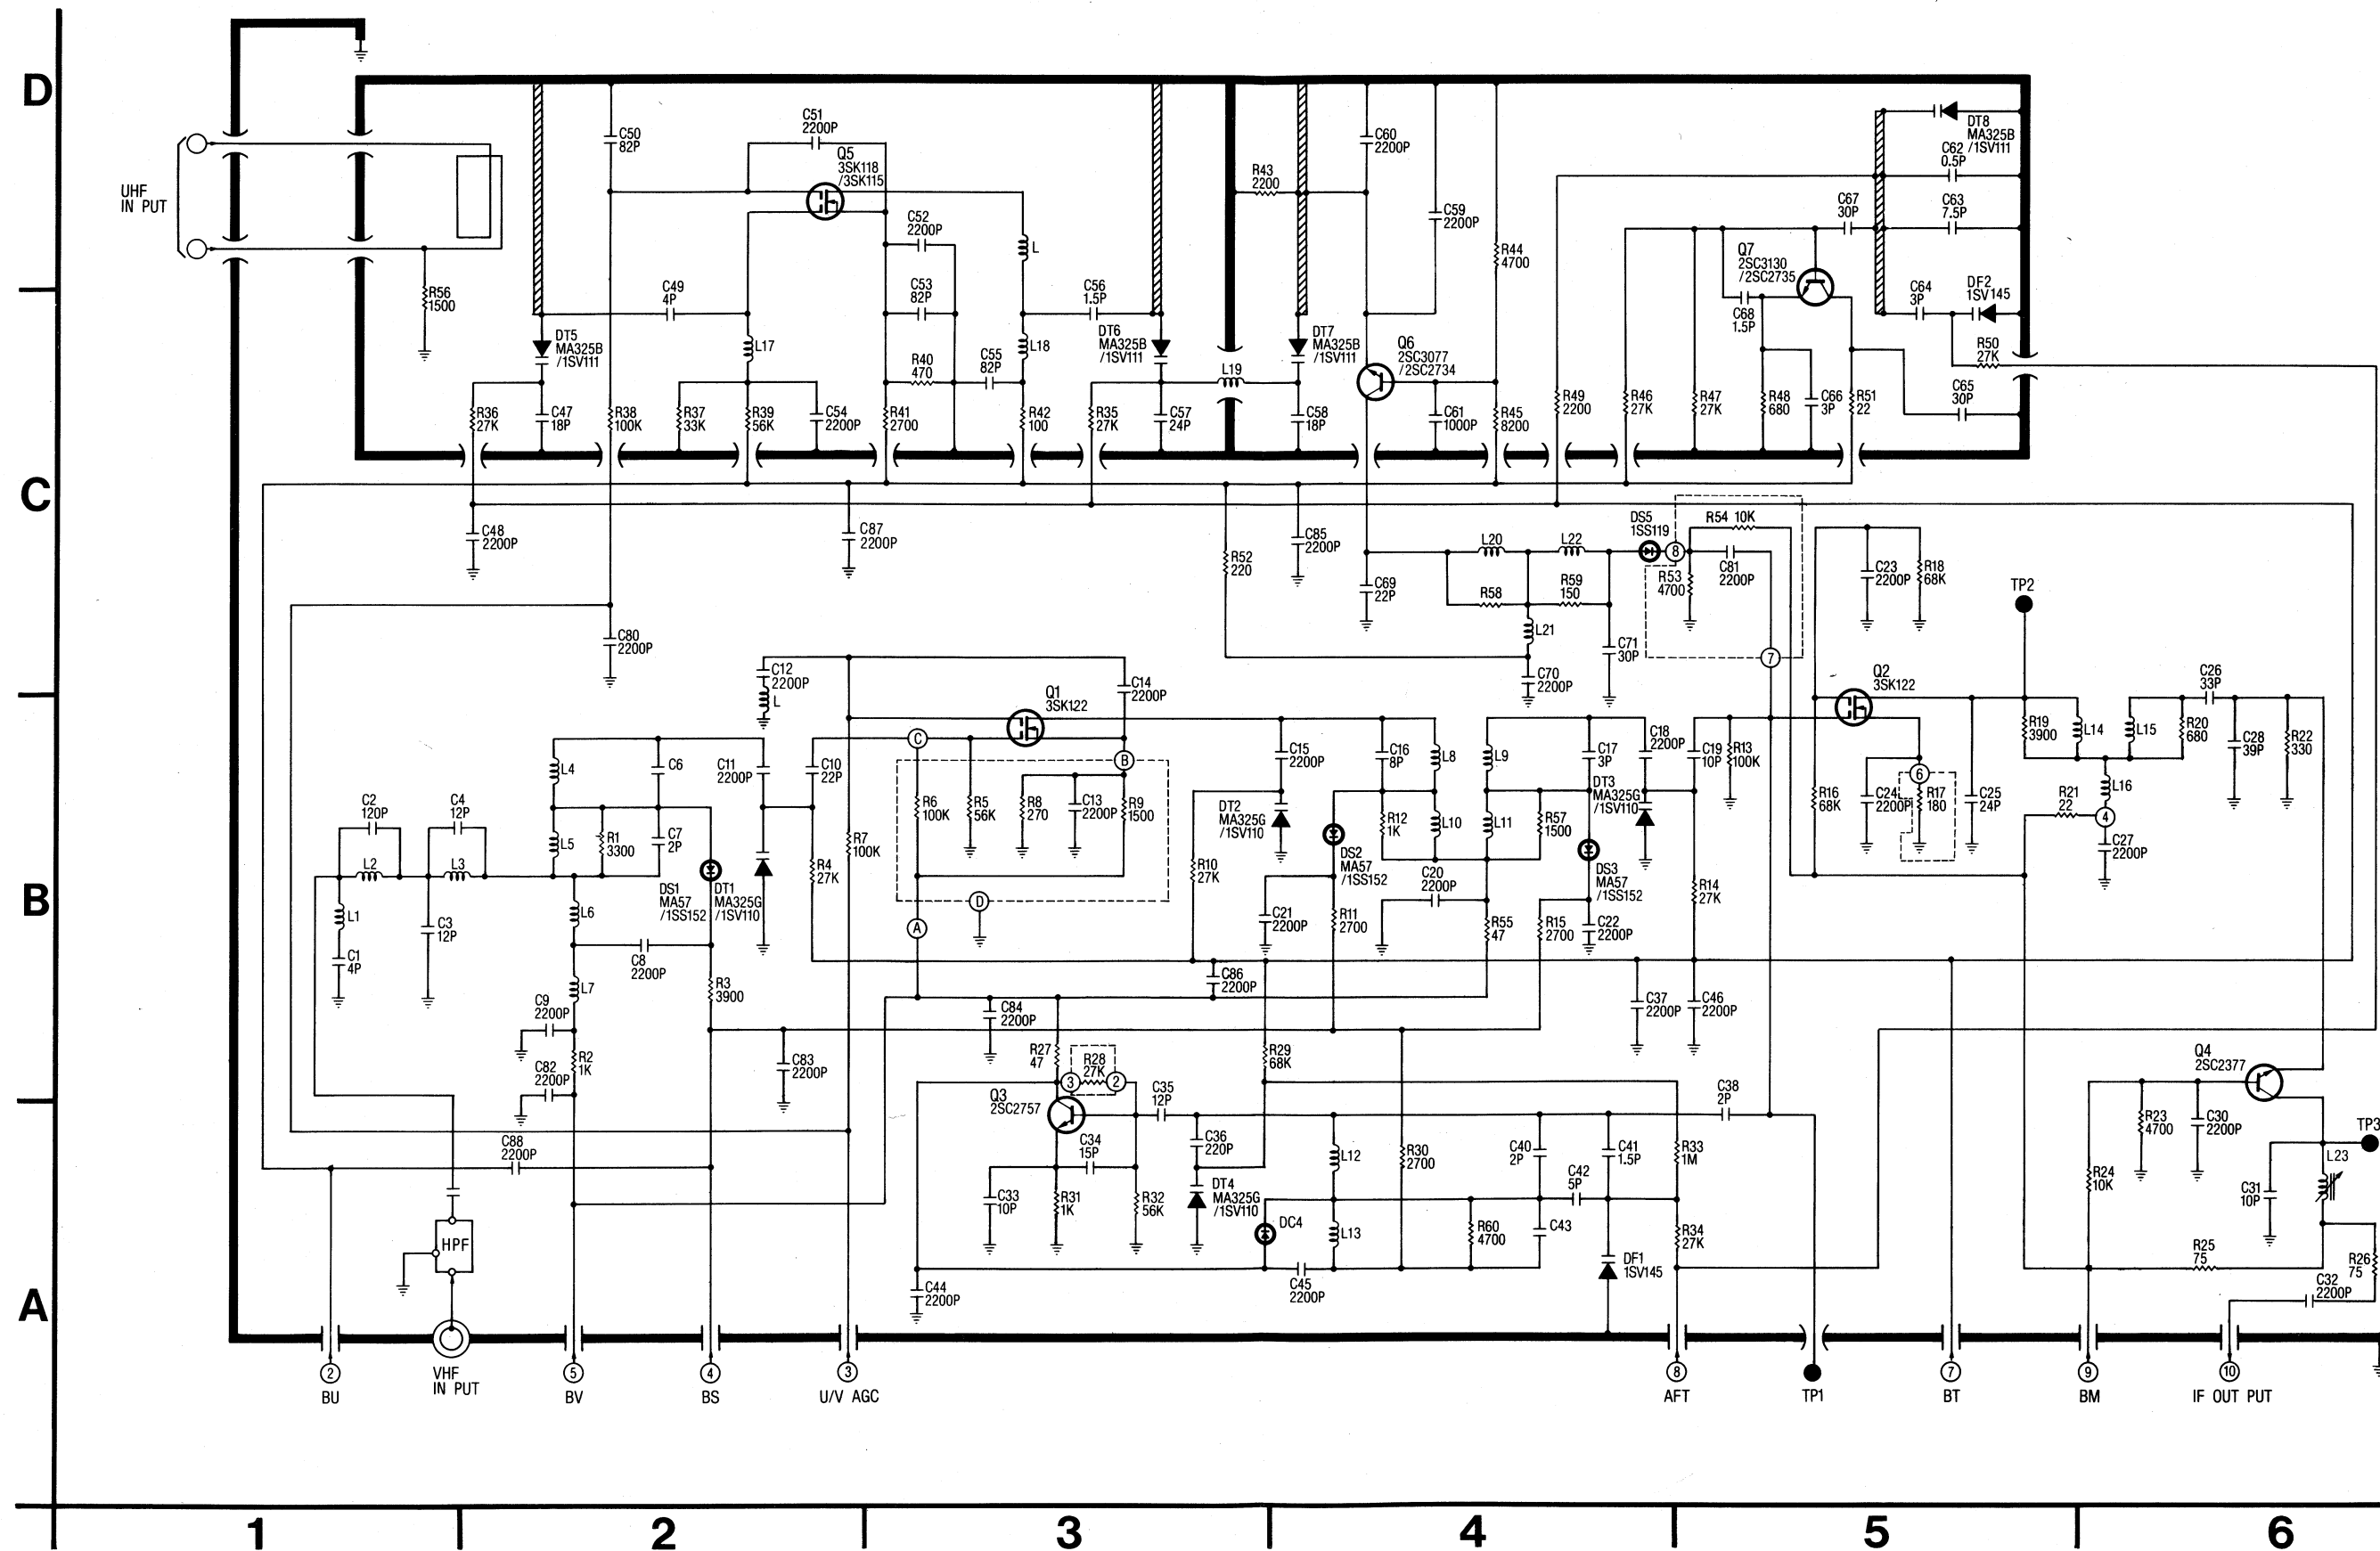 D
C51
2200P
C50
82P
Q5
3SK118
/3SK115
C60
2200P
DT8
MA325B
/1SV111
C62
0.5P
UHF
IN PUT
R43
2200
C67
30P
C63
7.5P
C52
2200P
C59
2200P
L
R44
4700
Q7
2SC3130
/2SC2735
R56
1500
C49
4P
C53
82P
C56
1.5P
C64
3P
DF2
1SV145
C68
1.5P
DT5
MA325B
/1SV111
L17
L18
DT6
MA325B
/1SV111
DT7
MA325B
/1SV111
Q6
2SC3077
/2SC2734
R50
27K
R40
470
C55
82P
L19
C65
30P
R36
27K
C47
18P
R38
100K
R37
33K
R39
56K
C54
2200P
R41
2700
R42
100
R35
27K
C57
24P
C58
18P
C61
1000P
R45
8200
R49
2200
R46
27K
R47
27K
R48
680
C66
3P
R51
22
C
C48
2200P
C87
2200P
R52
220
C85
2200P
L20
L22
DS5
1SS119
8
R54 10K
C81
2200P
R53
4700
C23
2200P
R18
68K
C69
22P
R58
R59
150
TP2
L21
C71
30P
C80
2200P
7
C12
2200P
L
C14
2200P
C70
2200P
Q1
3SK122
Q2
3SK122
C26
33P
C
B
L4
C6
C11
2200P
C10
22P
C15
2200P
C16
8P
L8
L9
C17
3P
C18
2200P
C19
10P
R13
100K
R19
3900
L14
L15
R20
680
C28
39P
R22
330
6
DT3
MA325G
/1SV110
C2
120P
C4
12P
L5
R1
3300
C7
2P
R6
100K
R5
56K
R8
270
C13
2200P
R9
1500
DT2
MA325G
/1SV110
R12
1K
L10
L11
R57
1500
R16
68K
C24
2200P
R17
180
C25
24P
R21
22
L16
4
C27
2200P
L2
L3
R7
100K
R4
27K
DS1
MA57
/1SS152
DT1
MA325G
/1SV110
R10
27K
DS2
MA57
/1SS152
C20
2200P
DS3
MA57
/1SS152
R14
27K
B
D
A
L1
C3
12P
L6
C21
2200P
R11
2700
R55
47
R15
2700
C22
2200P
C1
4P
C8
2200P
L7
R3
3900
C86
2200P
C9
2200P
C84
2200P
C37
2200P
C46
2200P
R2
1K
C82
2200P
C83
2200P
R27
47
R28
27K
3
2
R29
68K
Q4
2SC2377
Q3
2SC2757
C35
12P
C38
2P
C34
15P
C36
220P
L12
R30
2700
C40
2P
C41
1.5P
R33
1M
R23
4700
C30
2200P
TP3
L23
C88
2200P
C42
5P
R24
10K
C31
10P
C33
10P
R31
1K
R32
56K
DT4
MA325G
/1SV110
DC4
L13
R60
4700
C43
R34
27K
HPF
DF1
1SV145
R25
75
R26
75
C32
2200P
C44
2200P
C45
2200P
A
2
BU
VHF
IN PUT
5
BV
4
BS
3
U/V AGC
8
AFT
TP1
7
BT
9
BM
10
IF OUT PUT
1
2
3
4
5
6